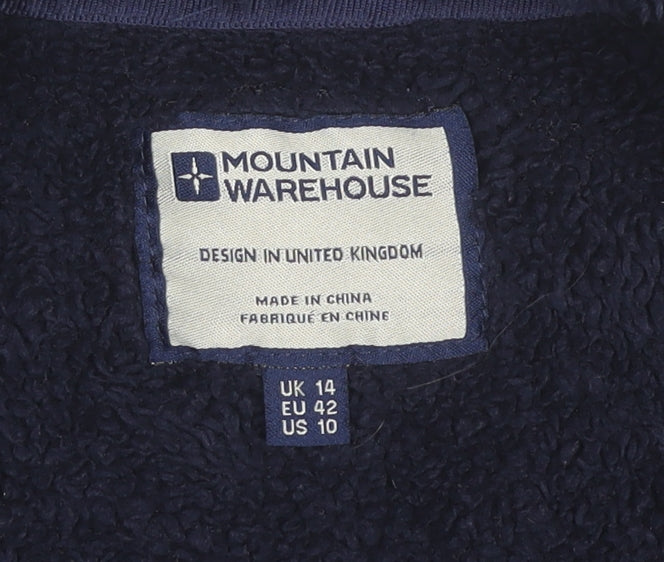 MOUNTAIN
WAREHOUSE
DESIGN IN UNITED KINGDOM
MADE IN CHINA
FABRIQUÉ EN CHINE
UK 14
EU 42
US 10